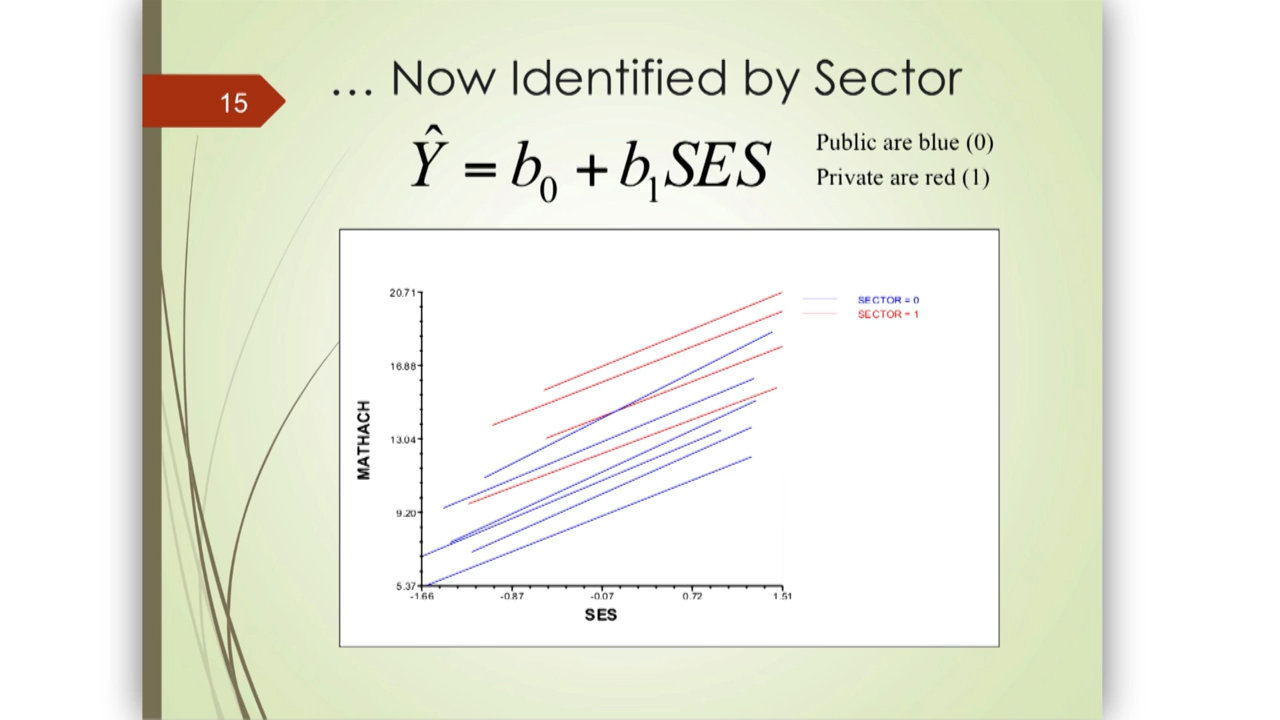 15
… Now Identified by Sector
Ŷ = b₀ + b₁SES
Public are blue (0)
Private are red (1)
20.71
16.88
13.04
9.20
5.37
MATHACH
-1.66 -0.87 -0.07 0.72 1.51
SES
SECTOR = 0
SECTOR = 1